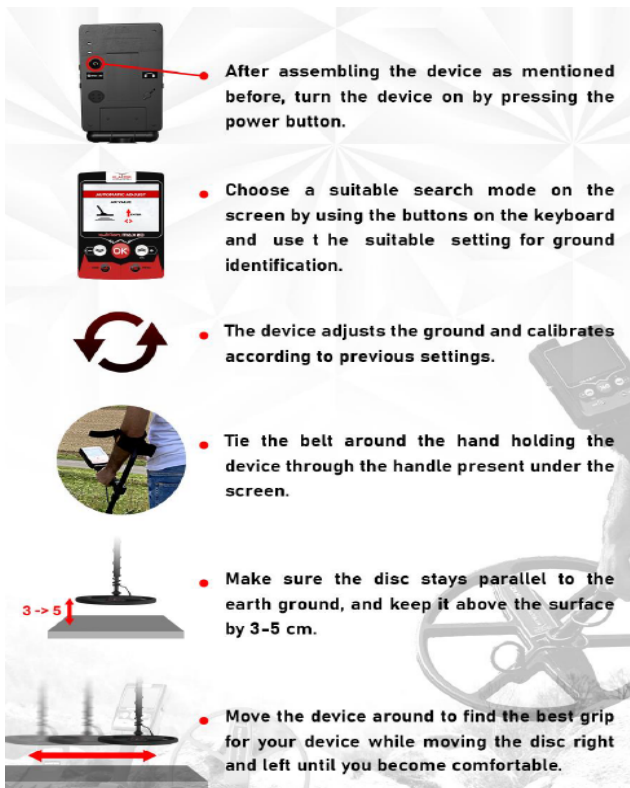 After assembling the device as mentioned
before, turn the device on by pressing the
power button.
Choose a suitable search mode on the
screen by using the buttons on the keyboard
and use t he suitable setting for ground
identification.
OK
The device adjusts the ground and calibrates
according to previous settings.
Tie the belt around the hand holding the
device through the handle present under the
screen.
Make sure the disc stays parallel to the
earth ground, and keep it above the surface
by 3-5 cm.
3 -> 5
Move the device around to find the best grip
for your device while moving the disc right
and left until you become comfortable.